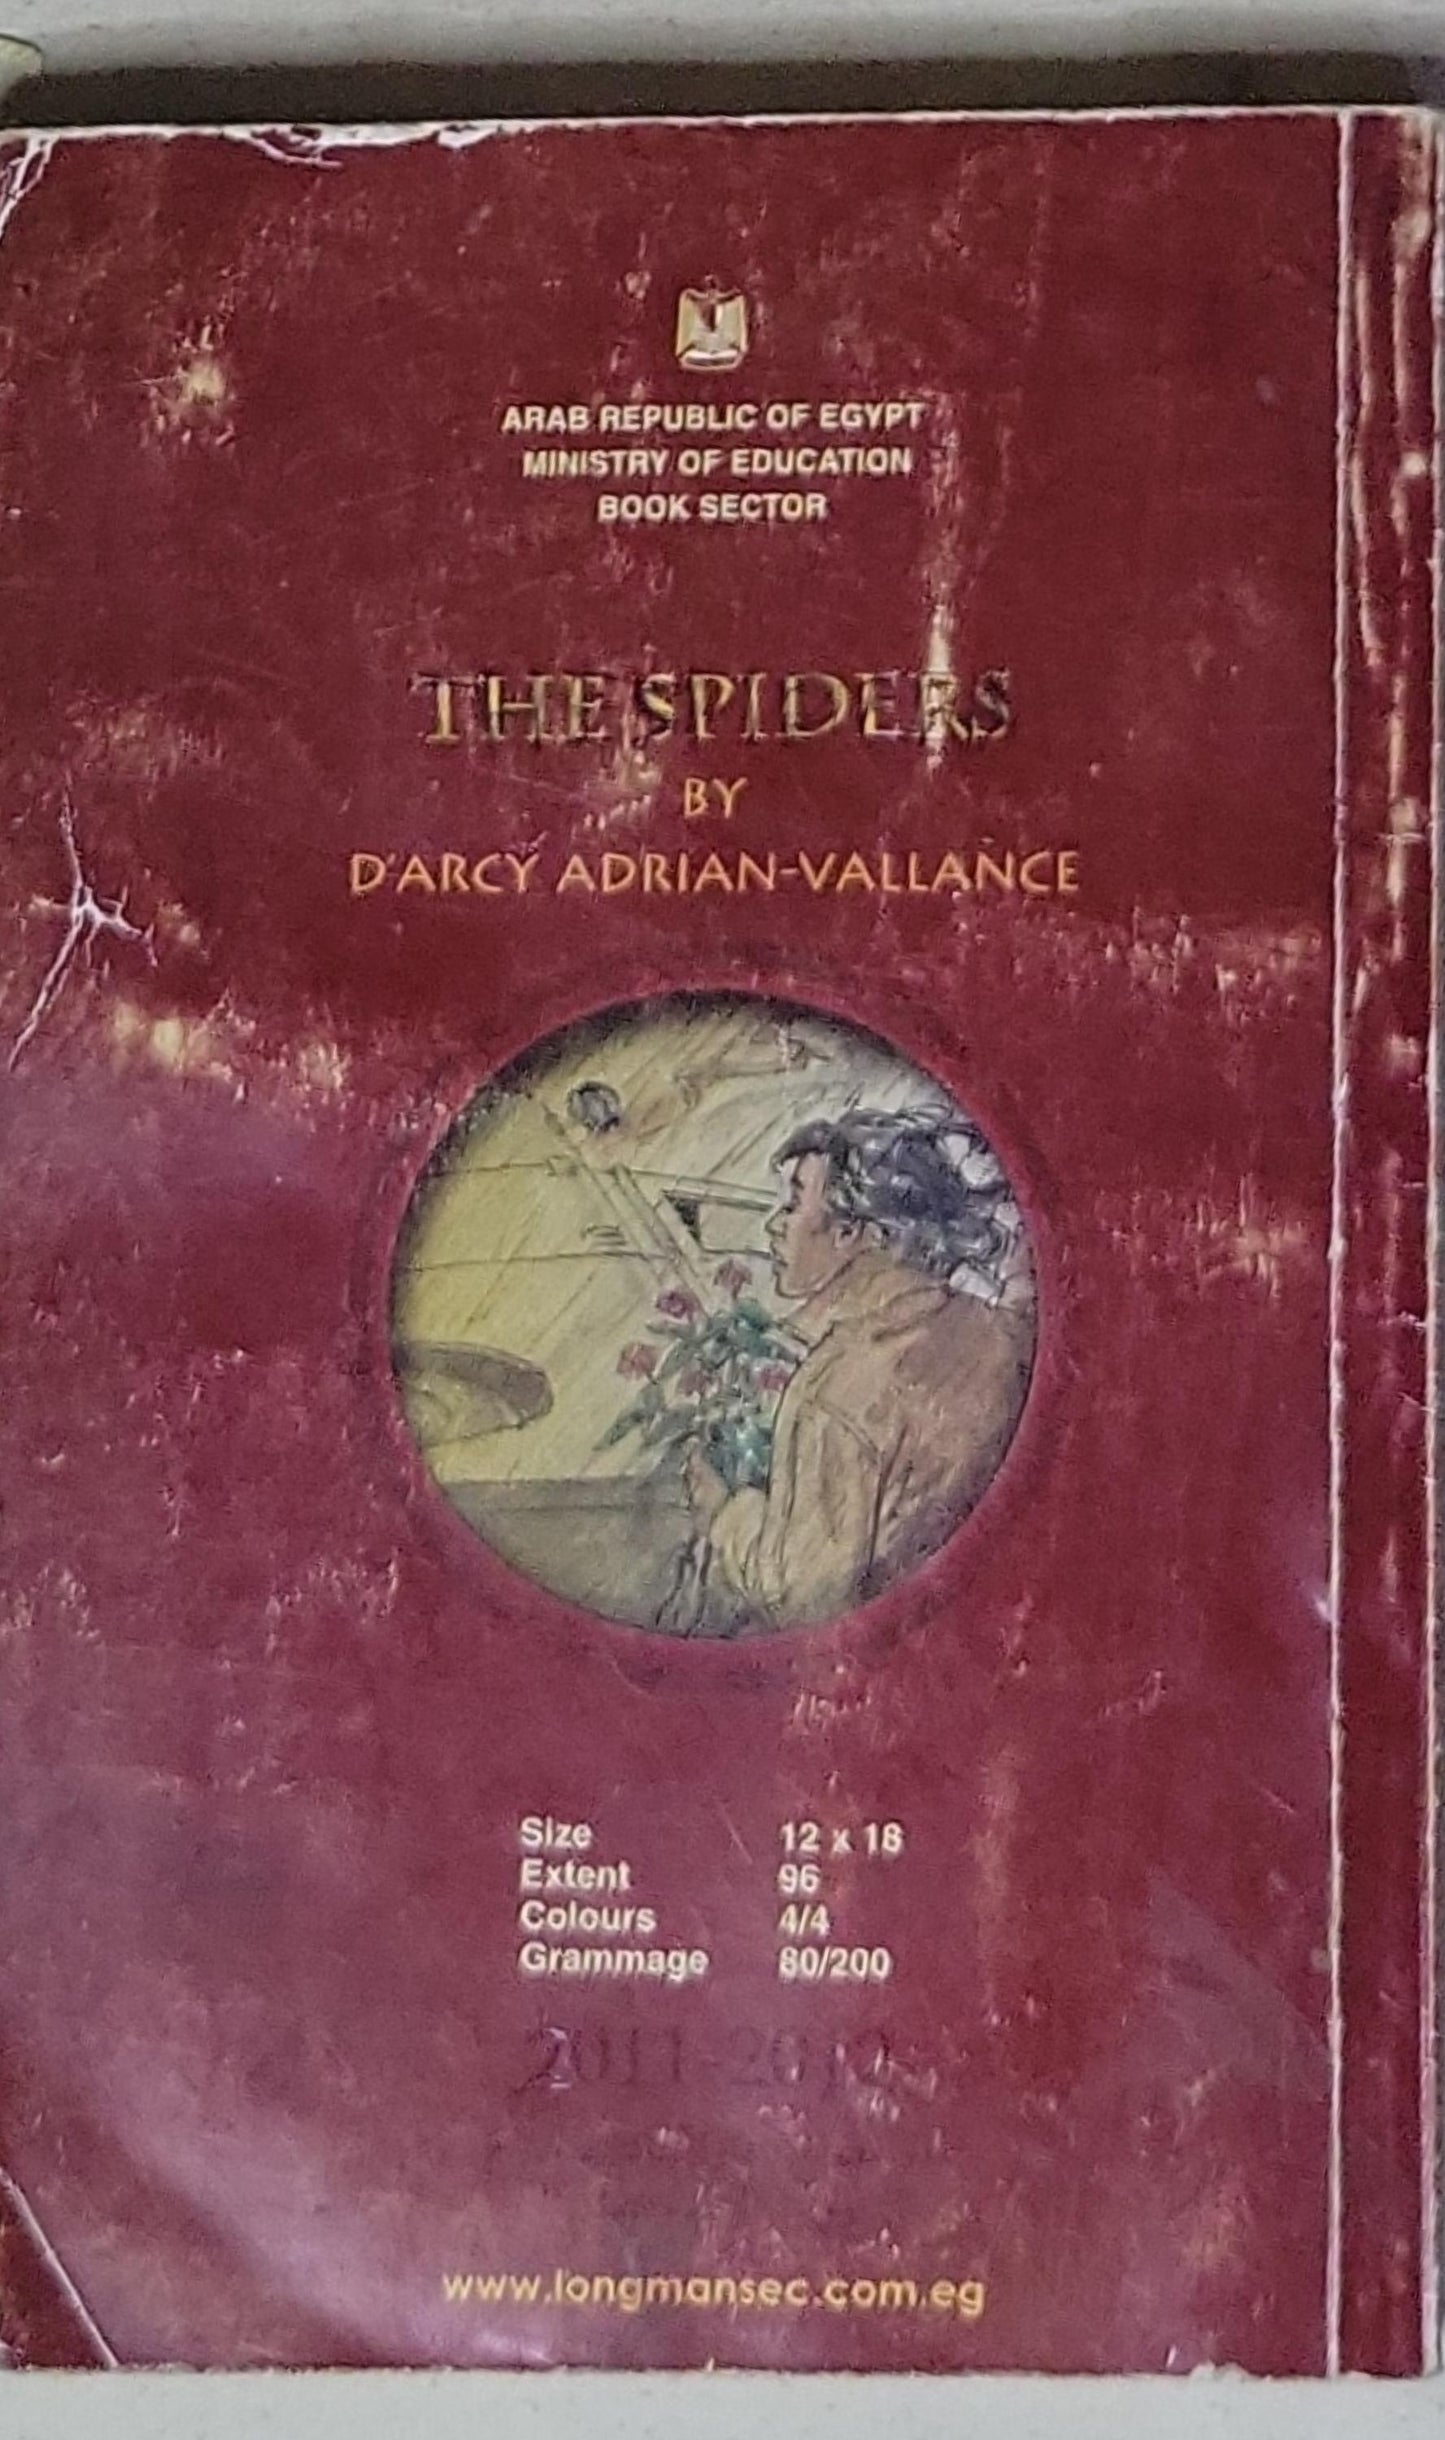 ARAB REPUBLIC OF EGYPT
MINISTRY OF EDUCATION
BOOK SECTOR
THE SPIDERS
BY
D'ARCY ADRIAN-VALLANCE
Size 12 x 18
Extent 96
Colours 4/4
Grammage 80/200
2011-2012
www.longmansec.com.eg